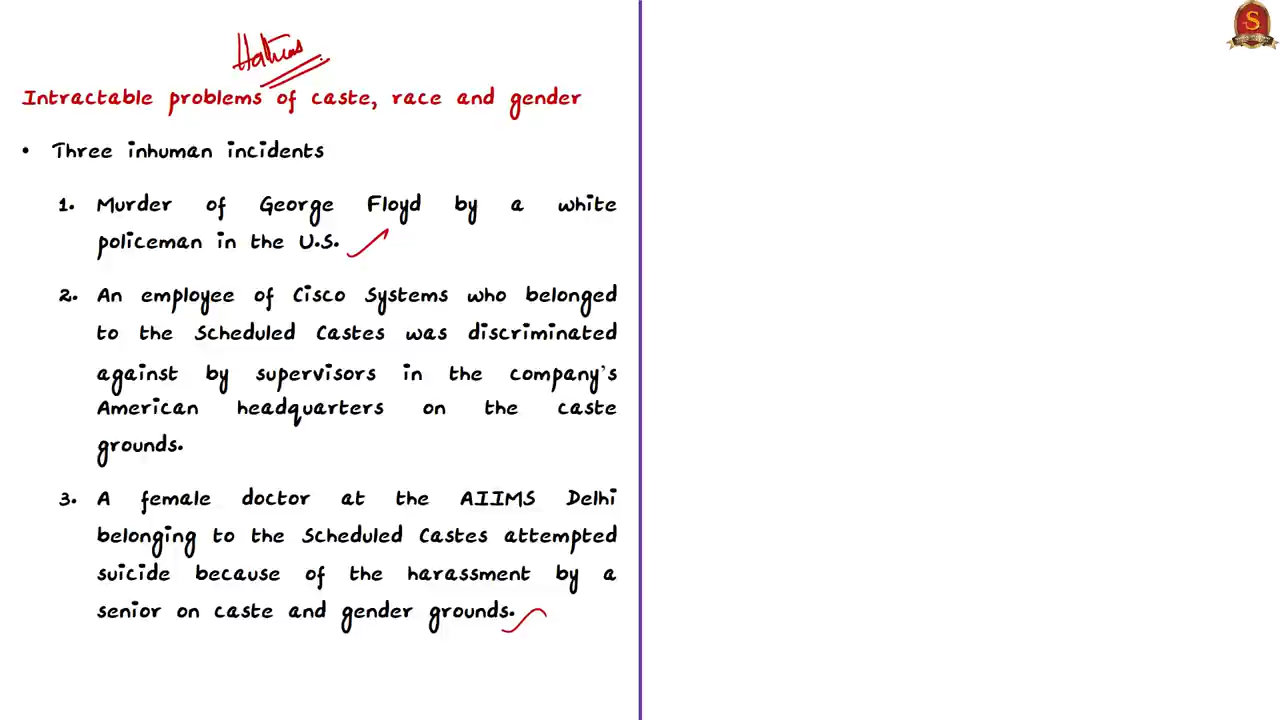 Hathras
Intractable problems of caste, race and gender
• Three inhuman incidents
1. Murder of George Floyd by a white
policeman in the U.S.
2. An employee of Cisco Systems who belonged
to the Scheduled Castes was discriminated
against by supervisors in the company's
American headquarters on the caste
grounds.
3. A female doctor at the AIIMS Delhi
belonging to the Scheduled Castes attempted
suicide because of the harassment by a
senior on caste and gender grounds.
S